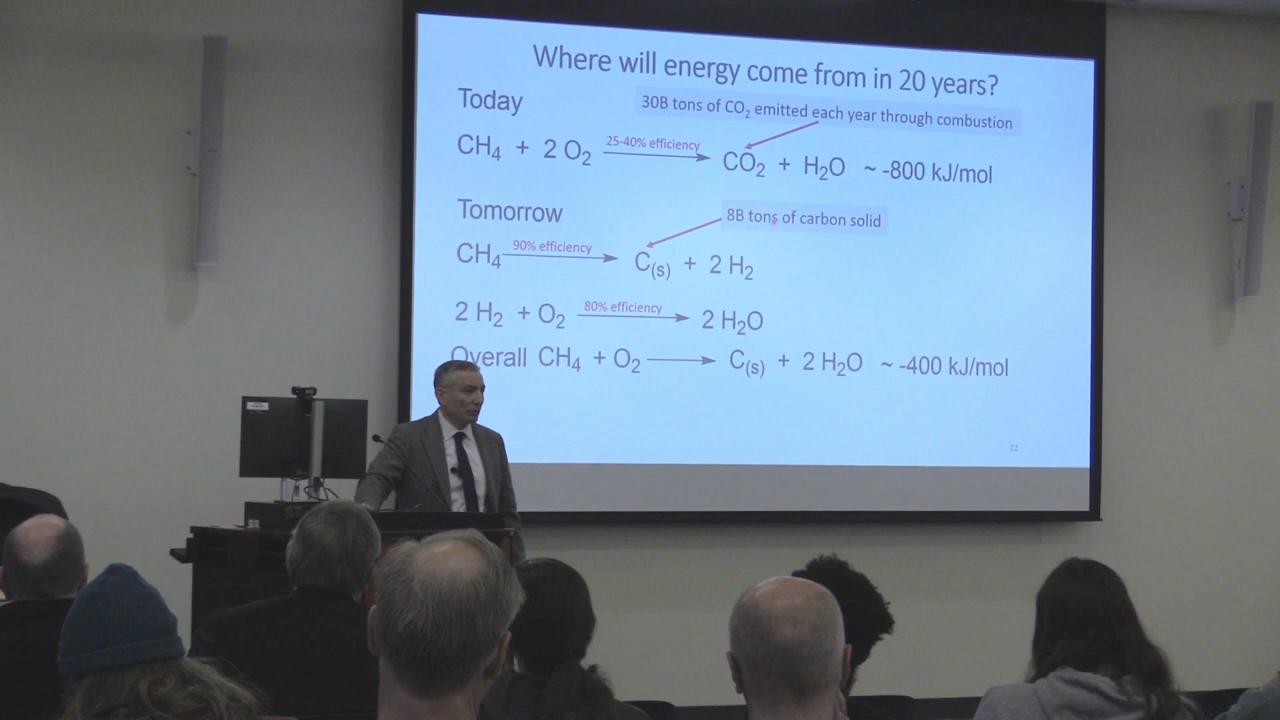 Where will energy come from in 20 years?
Today
30B tons of CO₂ emitted each year through combustion
CH₄ + 2 O₂ 25-40% efficiency CO₂ + H₂O ~ -800 kJ/mol
Tomorrow
8B tons of carbon solid
CH₄ 90% efficiency C(s) + 2 H₂
2 H₂ + O₂ 80% efficiency 2 H₂O
Overall CH₄ + O₂ C(s) + 2 H₂O ~ -400 kJ/mol
22